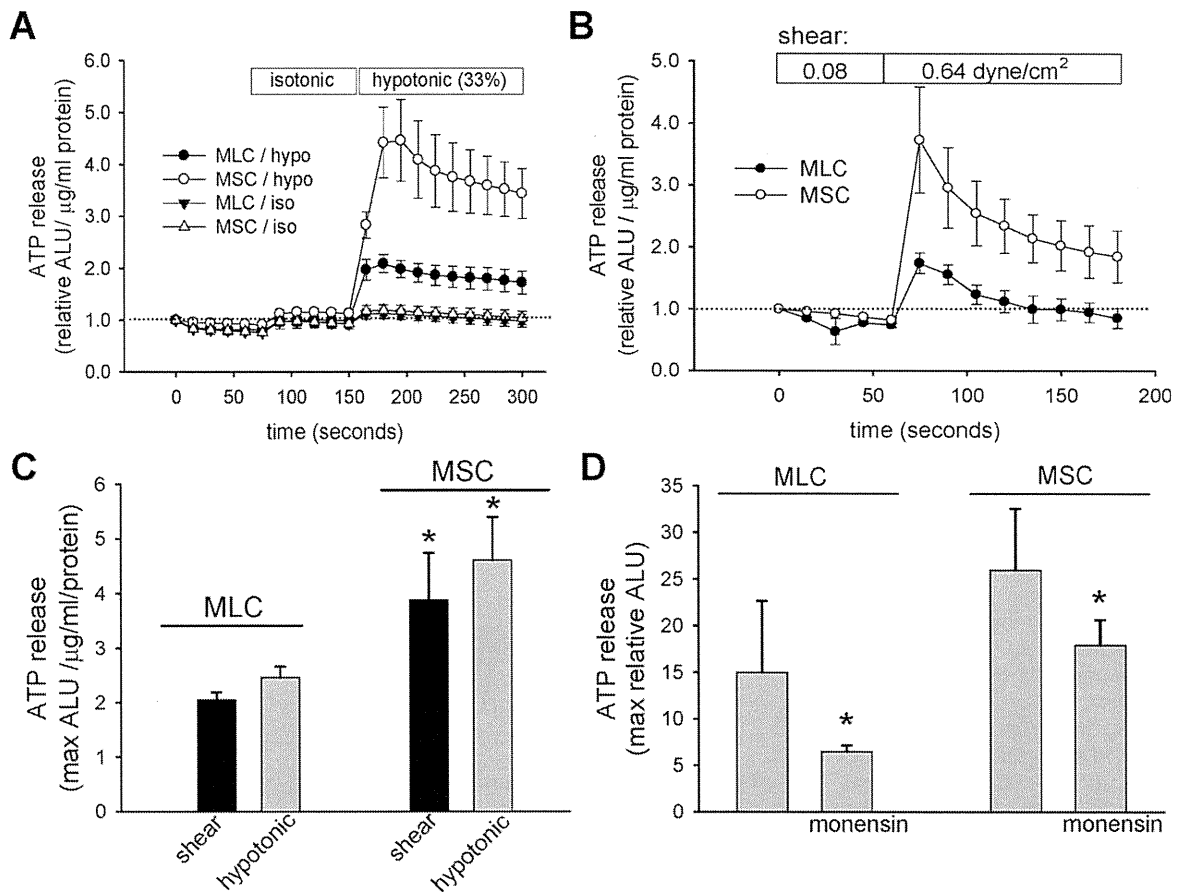 A
ATP release
(relative ALU/ µg/ml protein)
6.0
5.0
4.0
3.0
2.0
1.0
0.0
isotonic
hypotonic (33%)
MLC / hypo
MSC / hypo
MLC / iso
MSC / iso
0
50
100
150
200
250
300
time (seconds)
B
shear:
0.08
0.64 dyne/cm²
ATP release
(relative ALU / µg/ml protein)
5.0
4.0
3.0
2.0
1.0
0.0
MLC
MSC
0
50
100
150
200
time (seconds)
C
ATP release
(max ALU /µg/ml/protein)
6
5
4
3
2
1
0
MLC
MSC
*
*
shear
hypotonic
shear
hypotonic
D
ATP release
(max relative ALU)
35
30
25
20
15
10
5
0
MLC
MSC
*
*
monensin
monensin